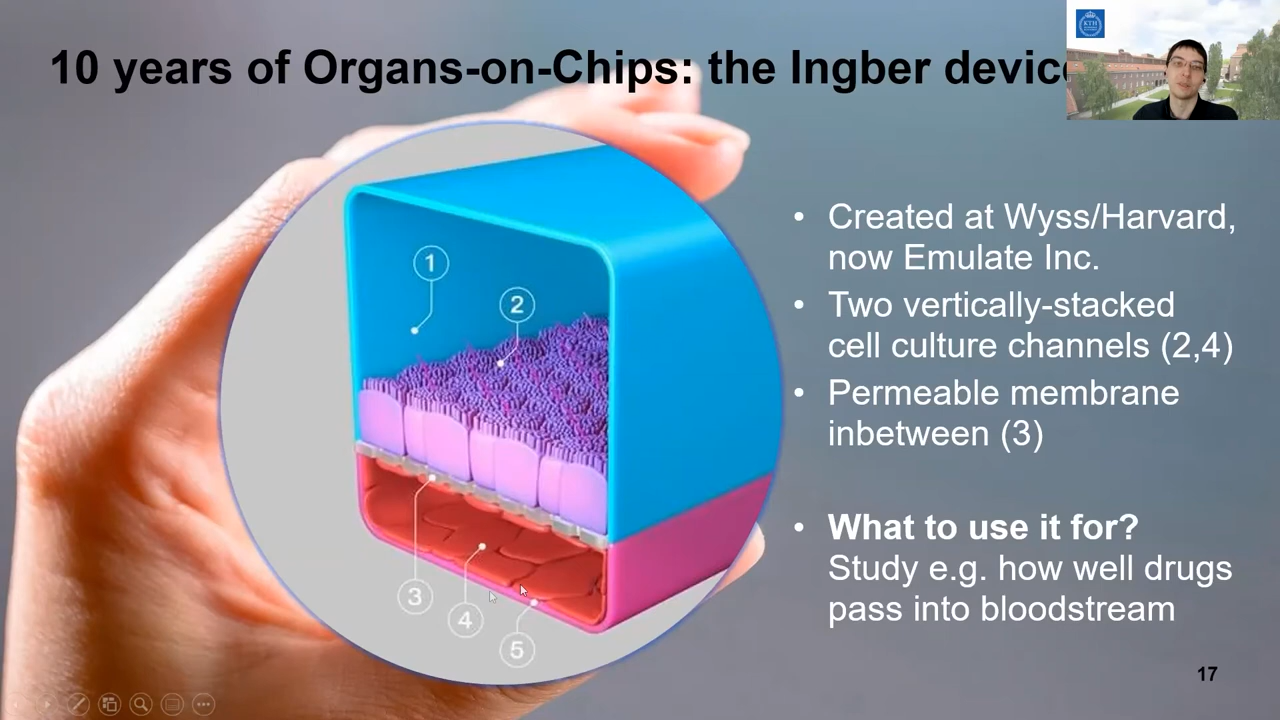 10 years of Organs-on-Chips: the Ingber device
KTH
1
2
3
4
5
• Created at Wyss/Harvard,
now Emulate Inc.
• Two vertically-stacked
cell culture channels (2,4)
• Permeable membrane
inbetween (3)
• What to use it for?
Study e.g. how well drugs
pass into bloodstream
17